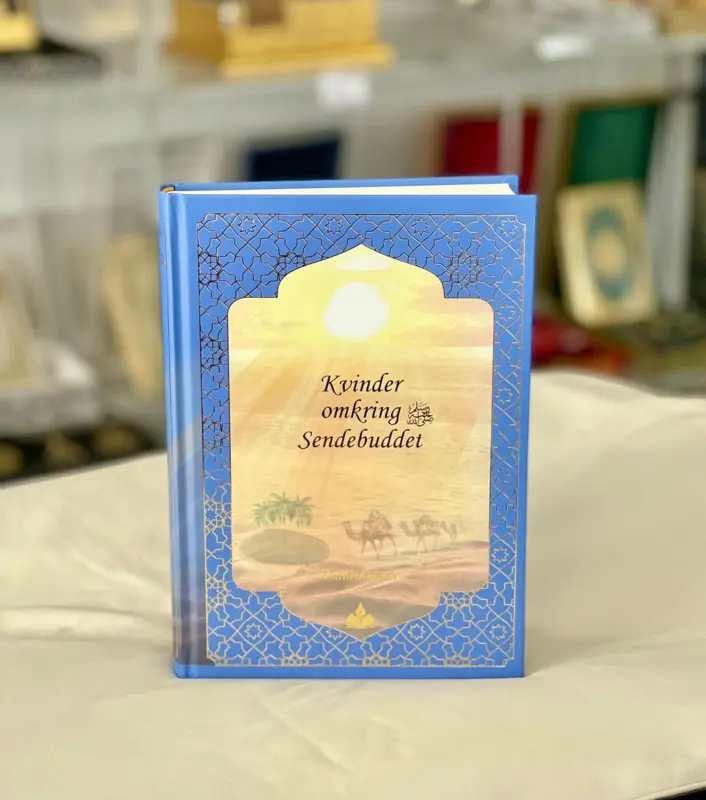 Kvinder
omkring ﷺ
Sendebuddet